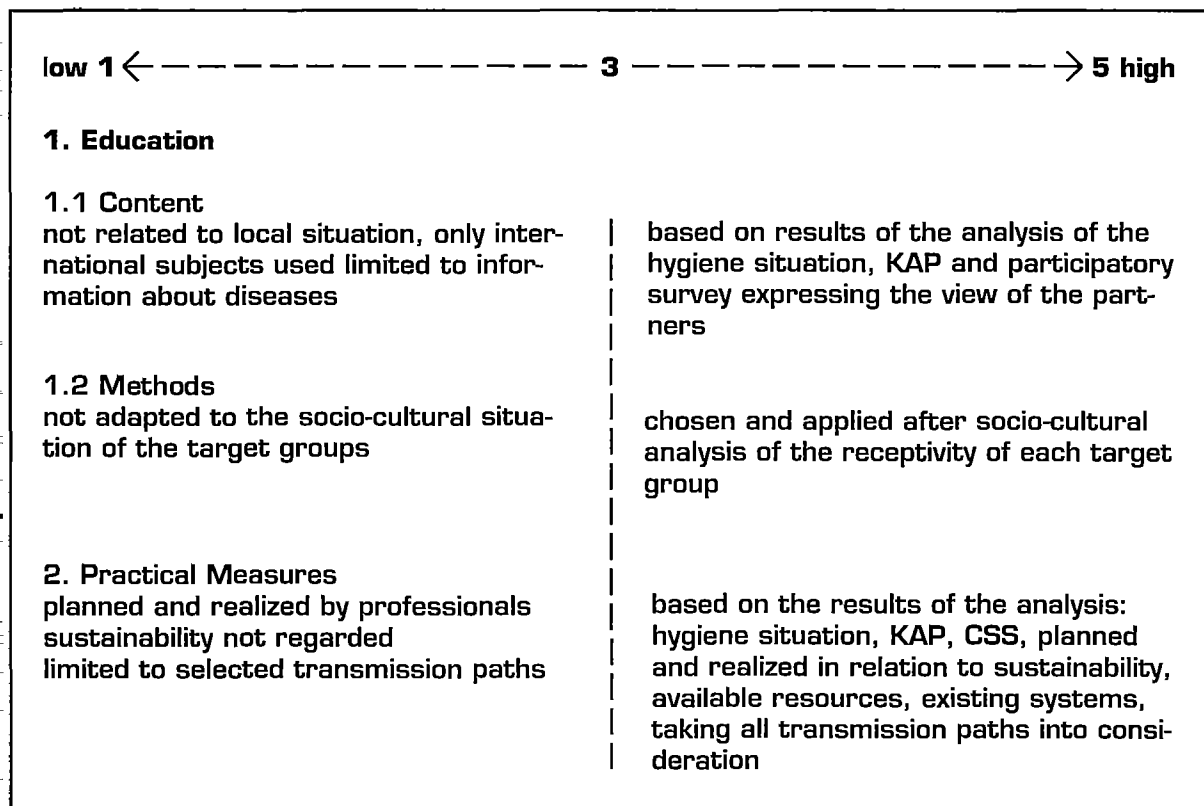 low 1 <----------------- 3 -----------------> 5 high
1. Education
1.1 Content
not related to local situation, only inter-
national subjects used limited to infor-
mation about diseases
based on results of the analysis of the
hygiene situation, KAP and participatory
survey expressing the view of the part-
ners
1.2 Methods
not adapted to the socio-cultural situa-
tion of the target groups
chosen and applied after socio-cultural
analysis of the receptivity of each target
group
2. Practical Measures
planned and realized by professionals
sustainability not regarded
limited to selected transmission paths
based on the results of the analysis:
hygiene situation, KAP, CSS, planned
and realized in relation to sustainability,
available resources, existing systems,
taking all transmission paths into consi-
deration